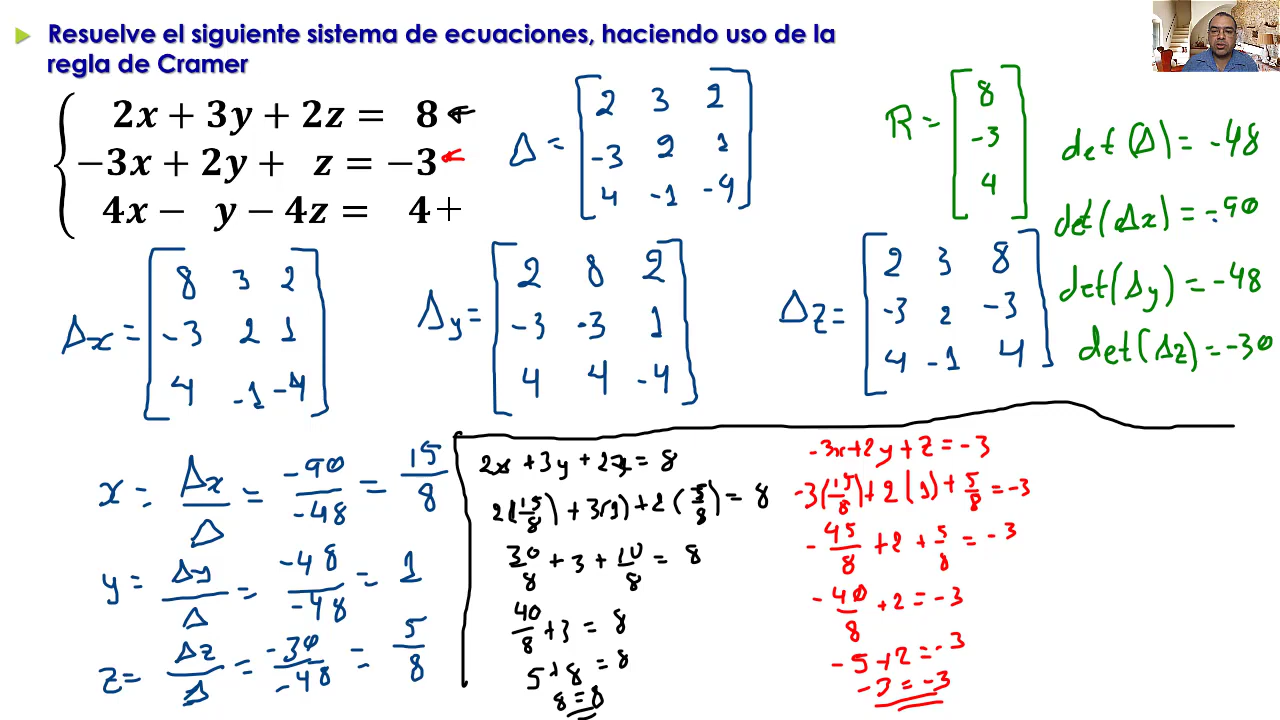 Resuelve el siguiente sistema de ecuaciones, haciendo uso de la
regla de Cramer
2x + 3y + 2z = 8 ←
−3x + 2y + z = −3 ←
4x − y − 4z = 4 +
Δ = [ 2 3 2
-3 2 1
4 -1 -4 ]
R = [ 8
-3
4 ]
det(Δ) = -48
det(Δx) = -90
det(Δy) = -48
det(Δz) = -30
Δx = [ 8 3 2
-3 2 1
4 -1 -4 ]
Δy = [ 2 8 2
-3 -3 1
4 4 -4 ]
Δz = [ 2 3 8
-3 2 -3
4 -1 4 ]
x = Δx/Δ = -90/-48 = 15/8
y = Δy/Δ = -48/-48 = 1
z = Δz/Δ = -30/-48 = 5/8
2x + 3y + 2z = 8
2(15/8) + 3(1) + 2(5/8) = 8
30/8 + 3 + 10/8 = 8
40/8 + 3 = 8
5 + 8 = 8
8 = 8
-3x + 2y + z = -3
-3(15/8) + 2(1) + 5/8 = -3
-45/8 + 2 + 5/8 = -3
-40/8 + 2 = -3
-5 + 2 = -3
-3 = -3